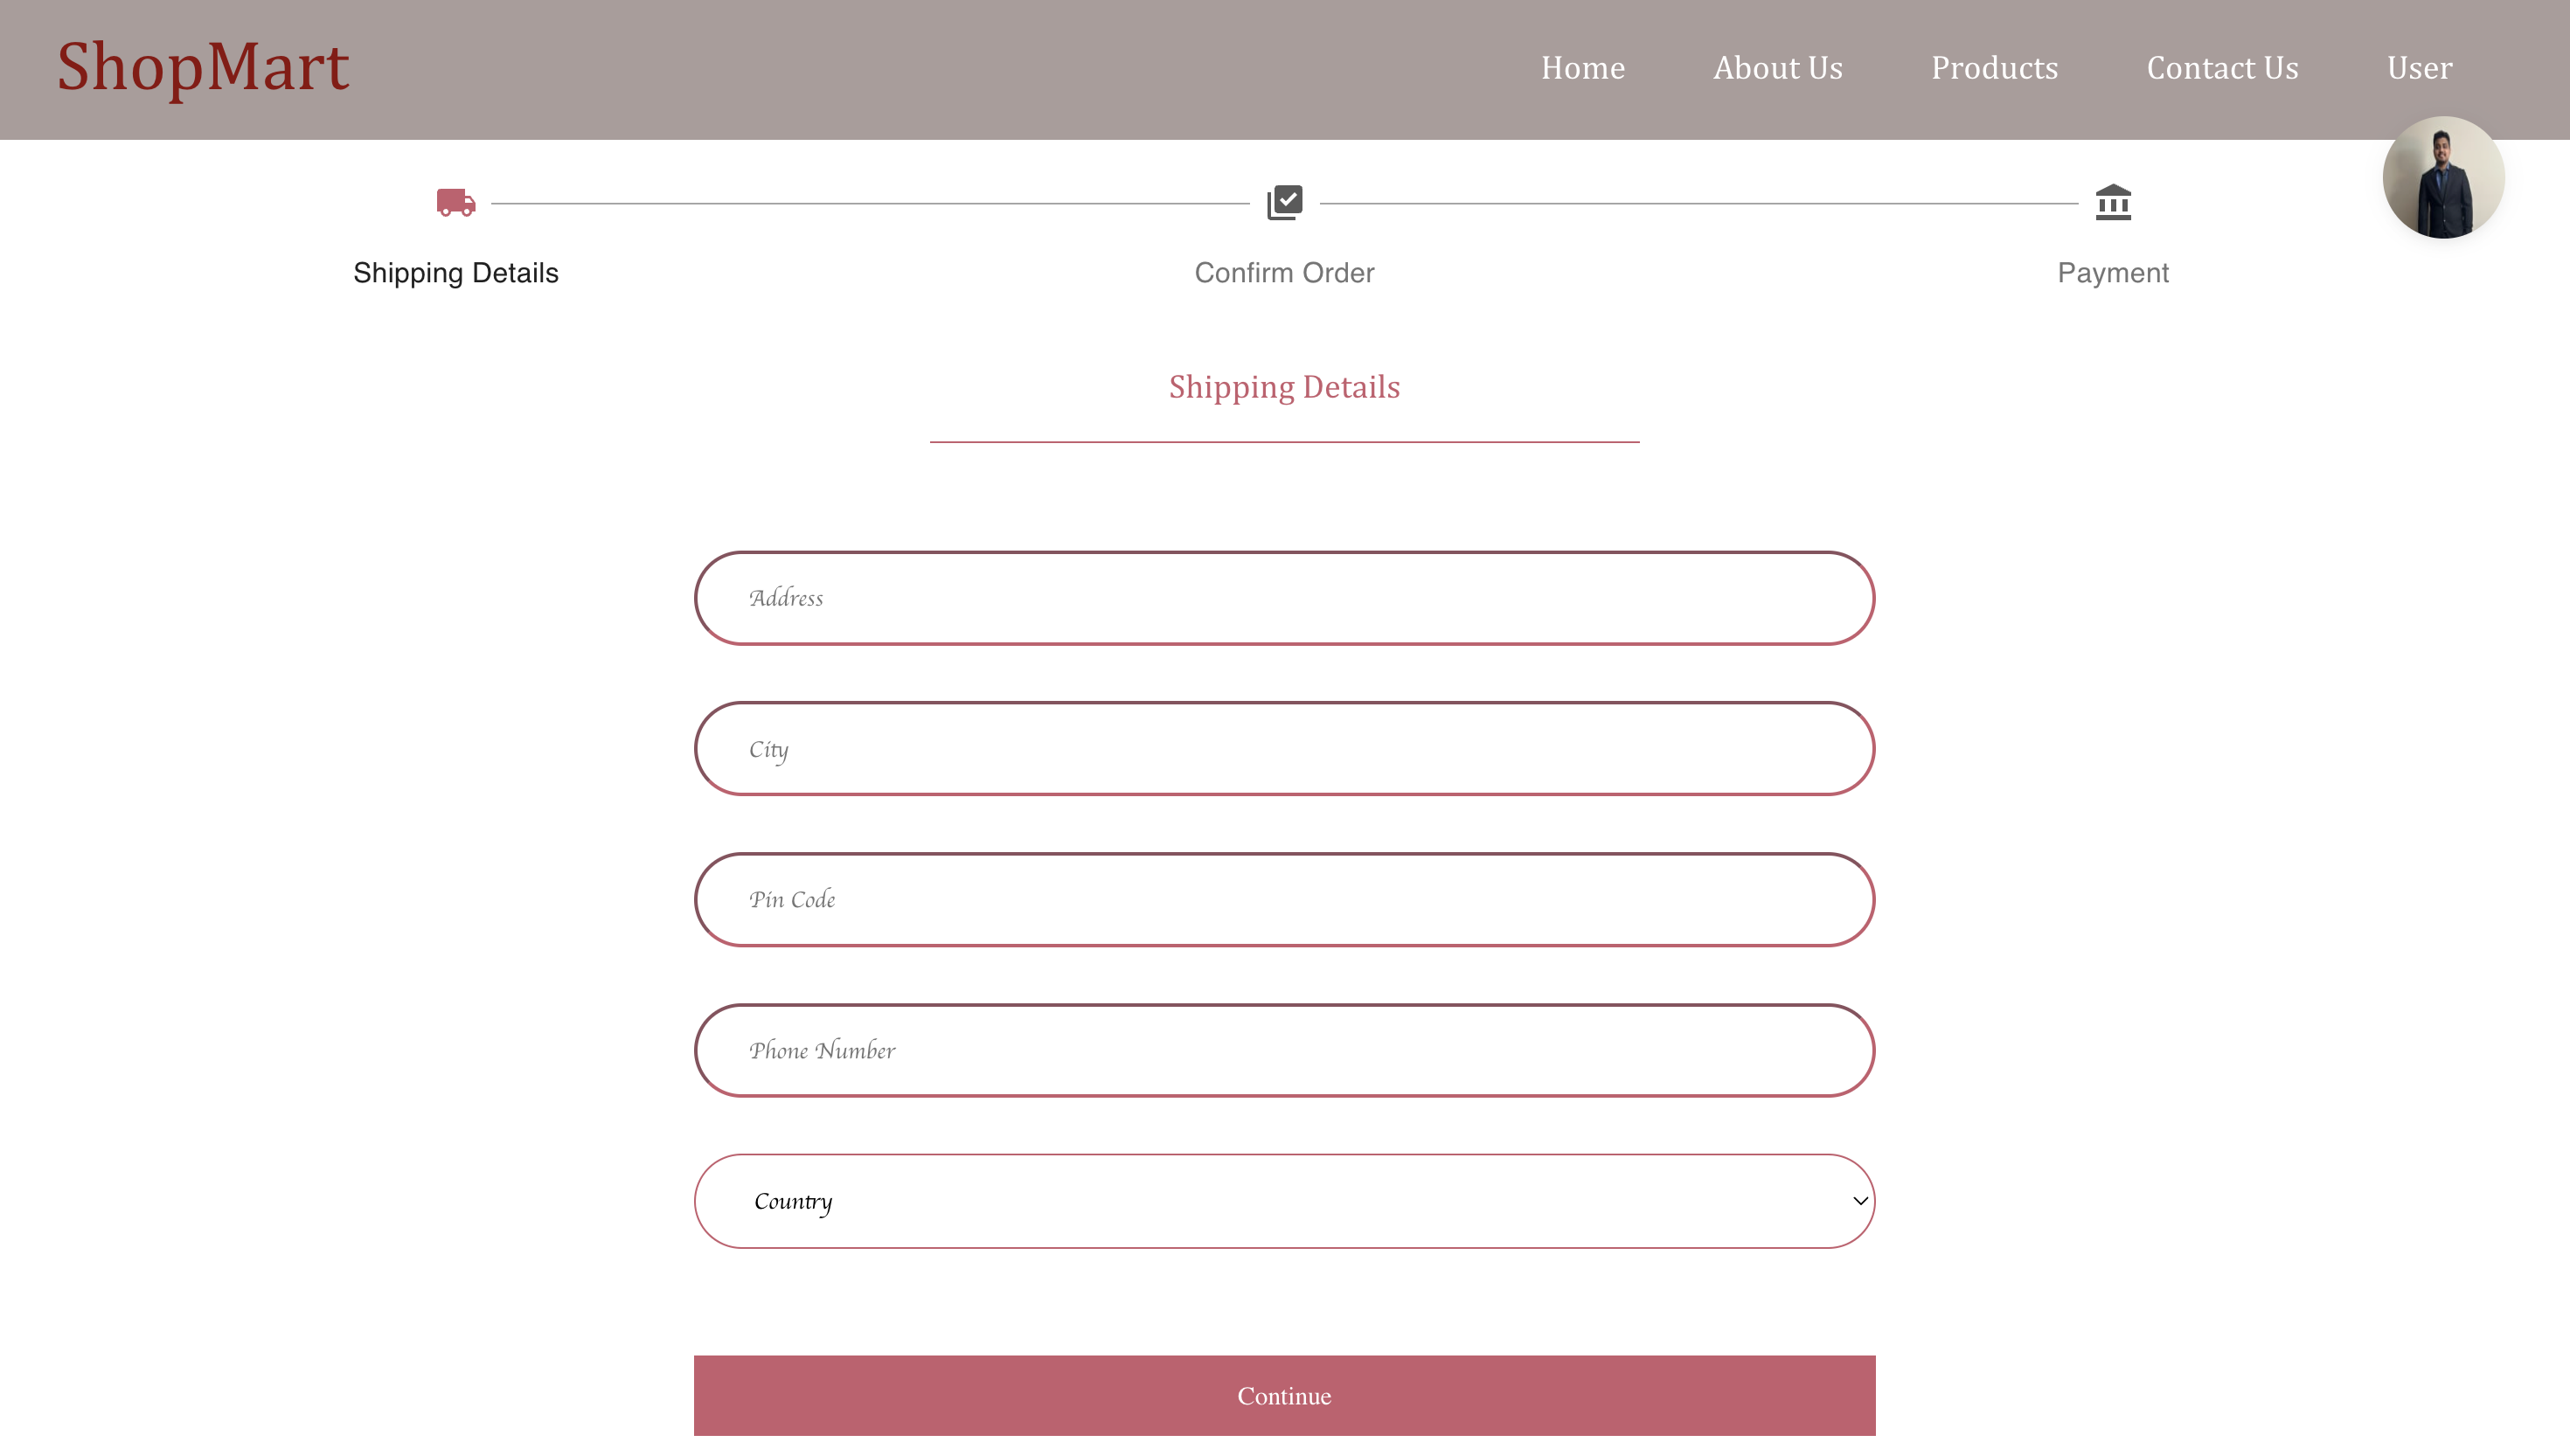 ShopMart
Home About Us Products Contact Us User
Shipping Details Confirm Order Payment
Shipping Details
Address
City
Pin Code
Phone Number
Country
Continue